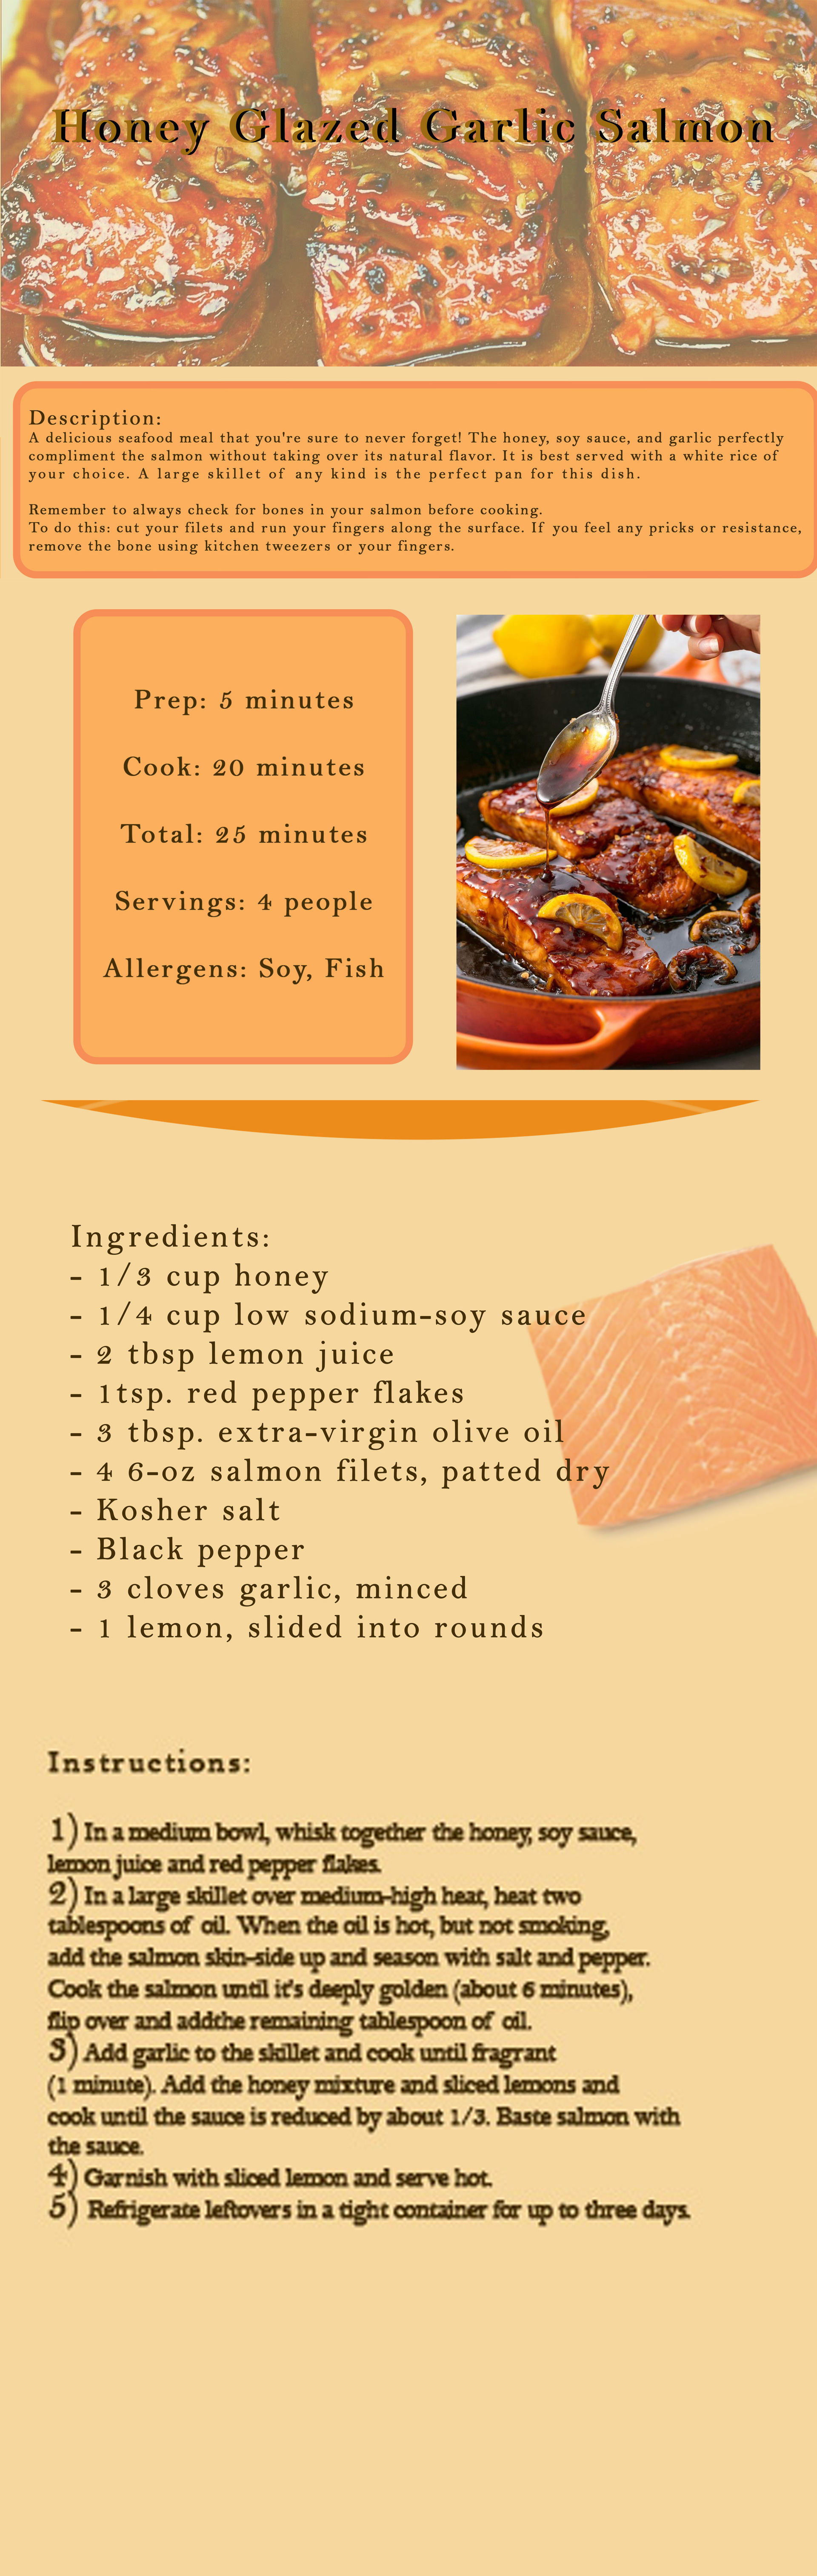 Honey Glazed Garlic Salmon
Description:
A delicious seafood meal that you're sure to never forget! The honey, soy sauce, and garlic perfectly
compliment the salmon without taking over its natural flavor. It is best served with a white rice of
your choice. A large skillet of any kind is the perfect pan for this dish.
Remember to always check for bones in your salmon before cooking.
To do this: cut your filets and run your fingers along the surface. If you feel any pricks or resistance,
remove the bone using kitchen tweezers or your fingers.
Prep: 5 minutes
Cook: 20 minutes
Total: 25 minutes
Servings: 4 people
Allergens: Soy, Fish
Ingredients:
- 1/3 cup honey
- 1/4 cup low sodium-soy sauce
- 2 tbsp lemon juice
- 1tsp. red pepper flakes
- 3 tbsp. extra-virgin olive oil
- 4 6-oz salmon filets, patted dry
- Kosher salt
- Black pepper
- 3 cloves garlic, minced
- 1 lemon, slided into rounds
Instructions:
1) In a medium bowl, whisk together the honey, soy sauce,
lemon juice and red pepper flakes.
2) In a large skillet over medium-high heat, heat two
tablespoons of oil. When the oil is hot, but not smoking,
add the salmon skin-side up and season with salt and pepper.
Cook the salmon until it's deeply golden (about 6 minutes),
flip over and addthe remaining tablespoon of oil.
3) Add garlic to the skillet and cook until fragrant
(1 minute). Add the honey mixture and sliced lemons and
cook until the sauce is reduced by about 1/3. Baste salmon with
the sauce.
4) Garnish with sliced lemon and serve hot.
5) Refrigerate leftovers in a tight container for up to three days.